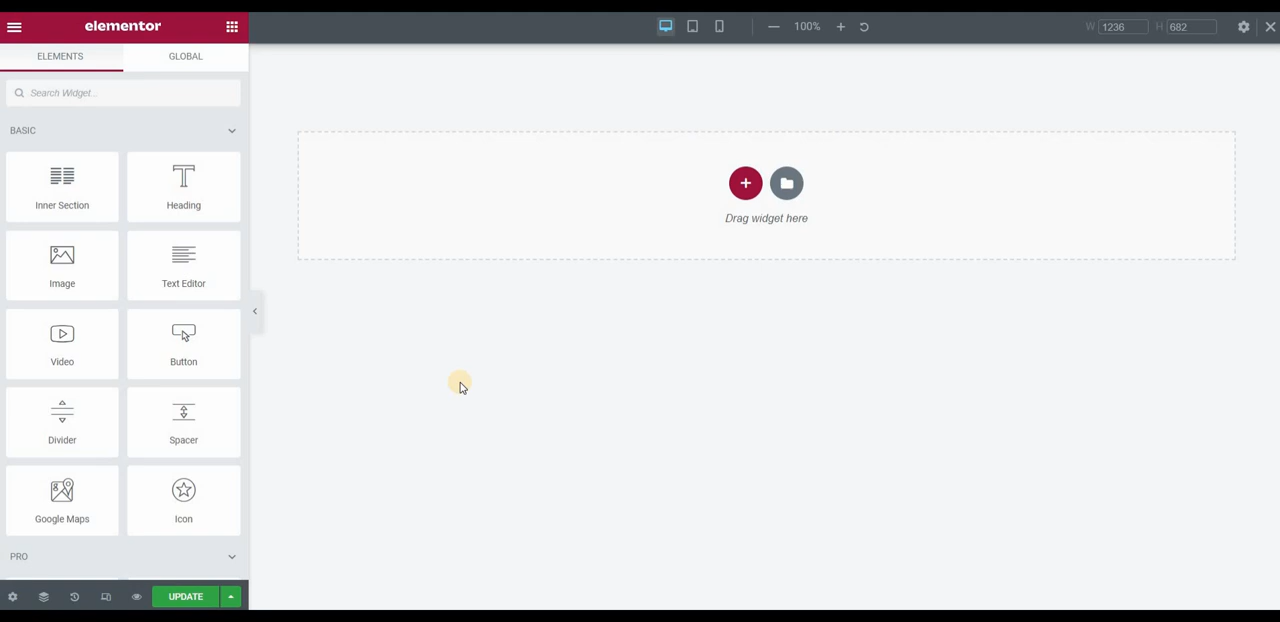 elementor
100%
W 1236 H 682
ELEMENTS GLOBAL
Search Widget...
BASIC
Inner Section Heading
Image Text Editor
Video Button
Divider Spacer
Google Maps Icon
PRO
UPDATE
Drag widget here